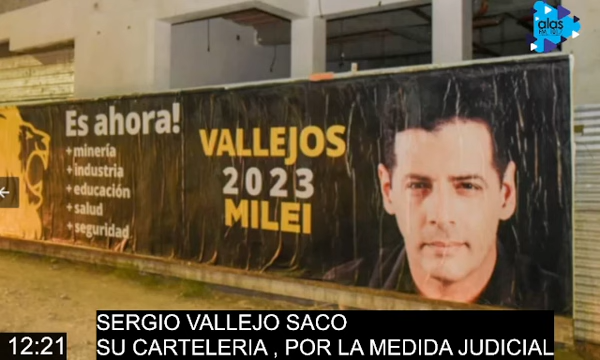 alas
Es ahora!
+minería
+industria
+educación
+salud
+seguridad
VALLEJOS
2023
MILEI
12:21
SERGIO VALLEJO SACO
SU CARTELERIA , POR LA MEDIDA JUDICIAL